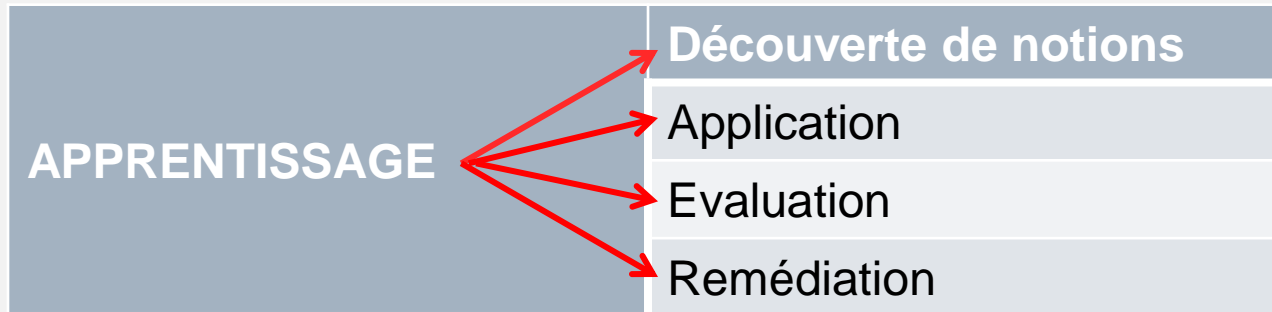 Découverte de notions
Application
APPRENTISSAGE
Evaluation
Remédiation